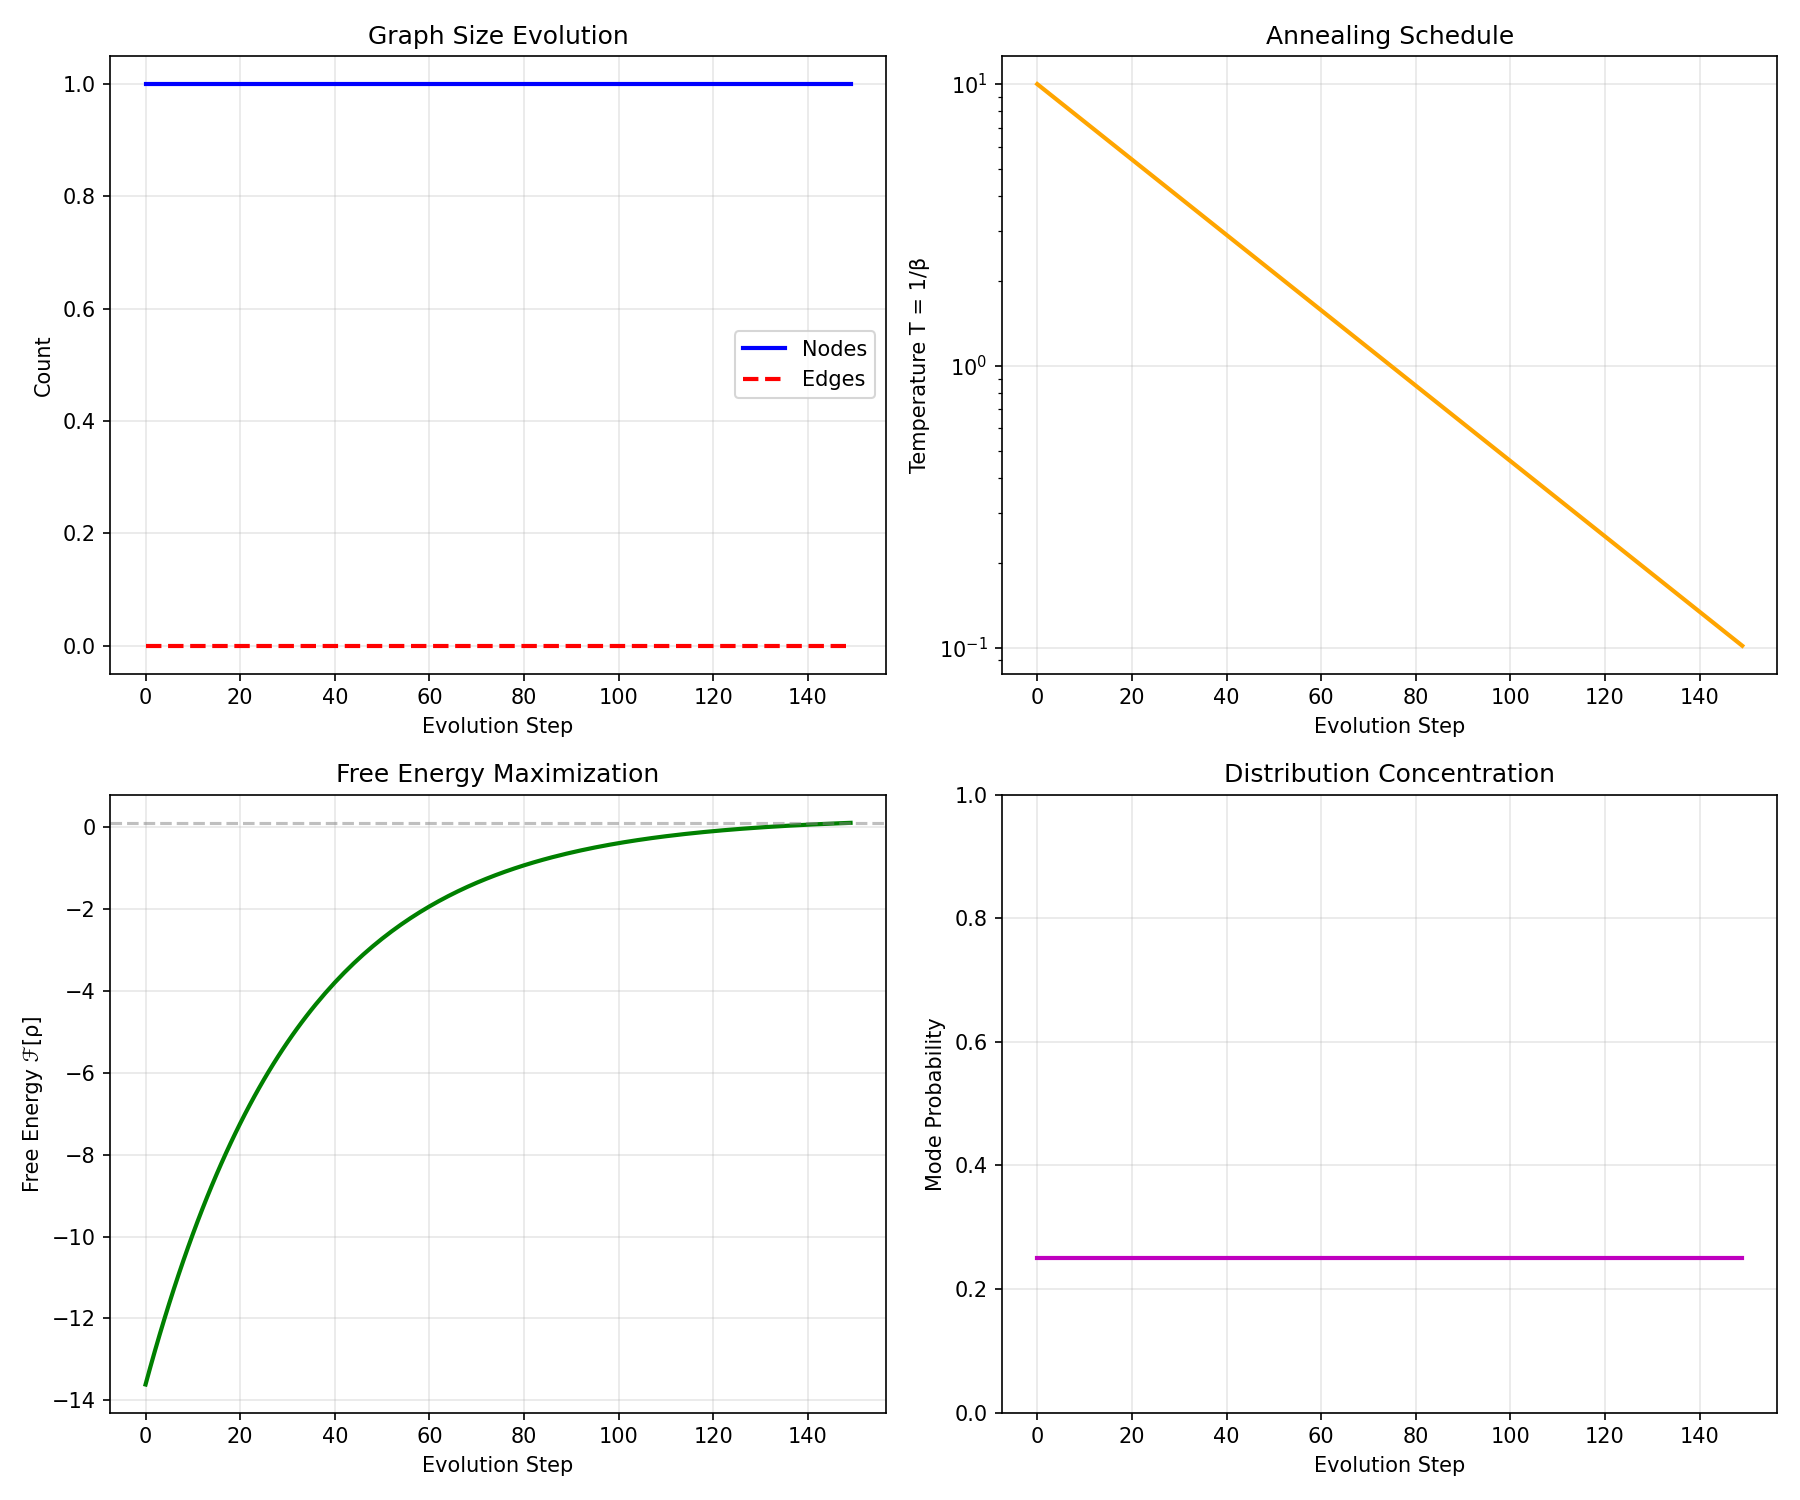 Graph Size Evolution
Count
1.0
0.8
0.6
0.4
0.2
0.0
Nodes
Edges
0 20 40 60 80 100 120 140
Evolution Step
Annealing Schedule
Temperature T = 1/β
10¹
10⁰
10⁻¹
0 20 40 60 80 100 120 140
Evolution Step
Free Energy Maximization
Free Energy ℱ[ρ]
0
−2
−4
−6
−8
−10
−12
−14
0 20 40 60 80 100 120 140
Evolution Step
Distribution Concentration
Mode Probability
1.0
0.8
0.6
0.4
0.2
0.0
0 20 40 60 80 100 120 140
Evolution Step